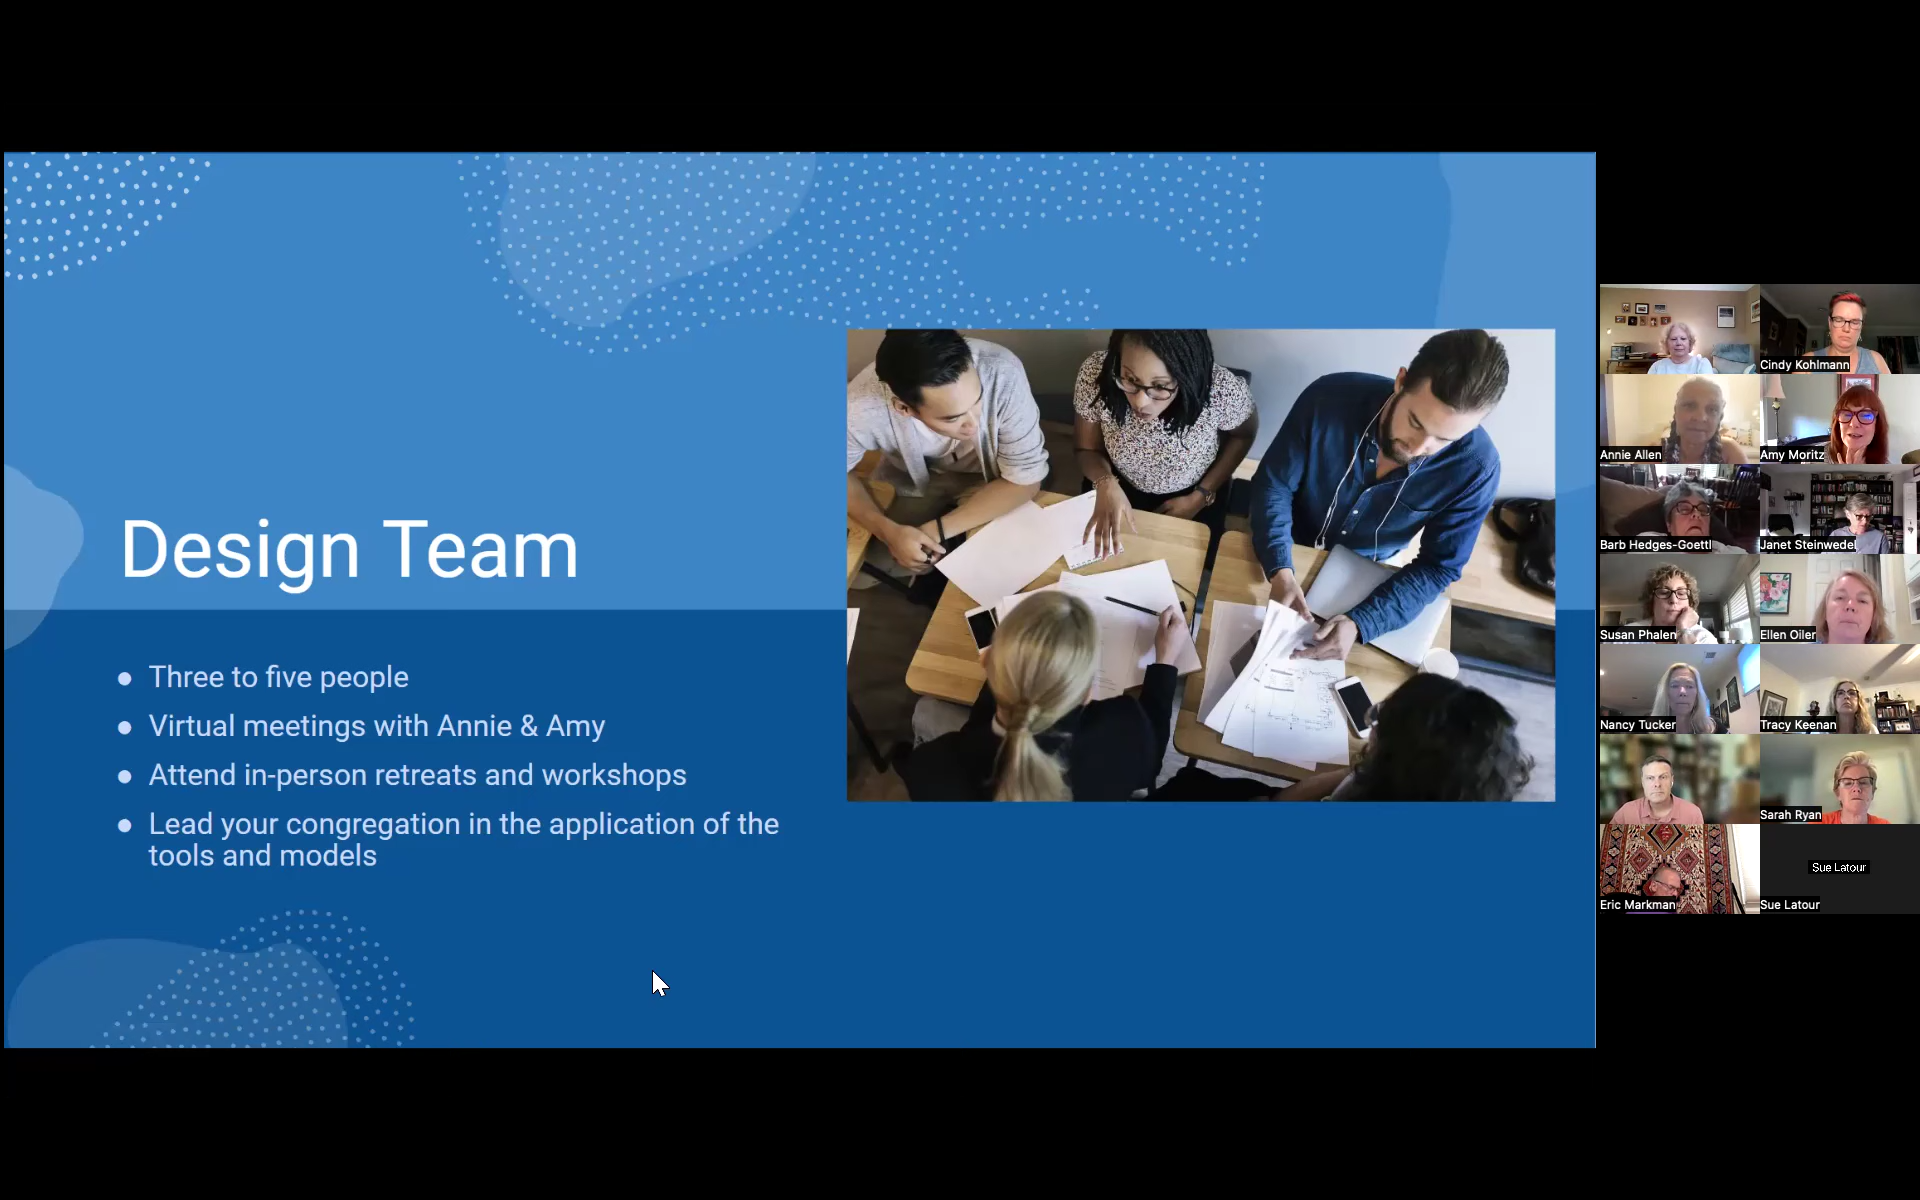 Design Team
Three to five people
Virtual meetings with Annie & Amy
Attend in-person retreats and workshops
Lead your congregation in the application of the
tools and models
Cindy Kohlmann
Annie Allen
Amy Moritz
Barb Hedges-Goettl
Janet Steinwedel
Susan Phalen
Ellen Oiler
Nancy Tucker
Tracy Keenan
Sarah Ryan
Eric Markman
Sue Latour
Sue Latour